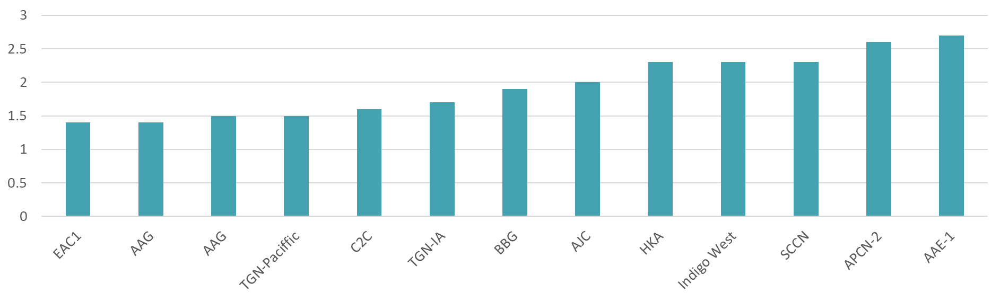 3
2.5
2
1.5
1
0.5
0
EAC1
AAG
AAG
TGN-Paciffic
C2C
TGN-IA
BBG
AJC
HKA
Indigo West
SCCN
APCN-2
AAE-1